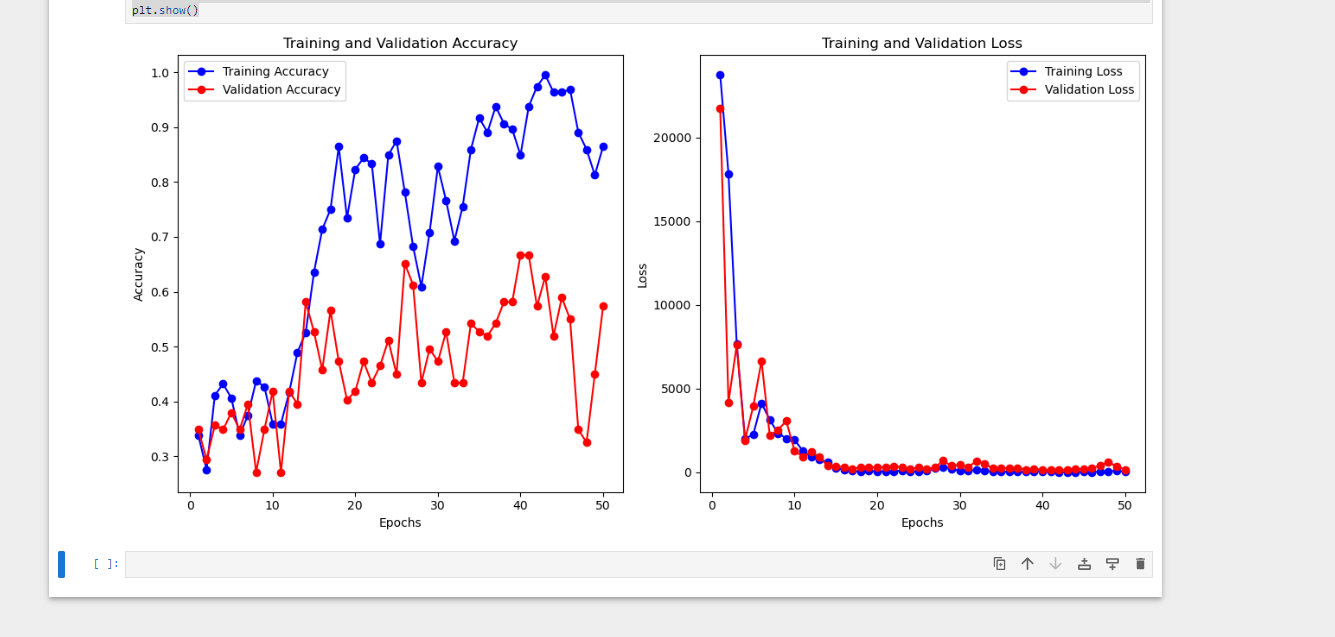 plt.show()
Training and Validation Accuracy
Training Accuracy
Validation Accuracy
1.0
0.9
0.8
0.7
0.6
0.5
0.4
0.3
Accuracy
0 10 20 30 40 50
Epochs
Training and Validation Loss
Training Loss
Validation Loss
20000
15000
10000
5000
0
Loss
0 10 20 30 40 50
Epochs
[ ]: